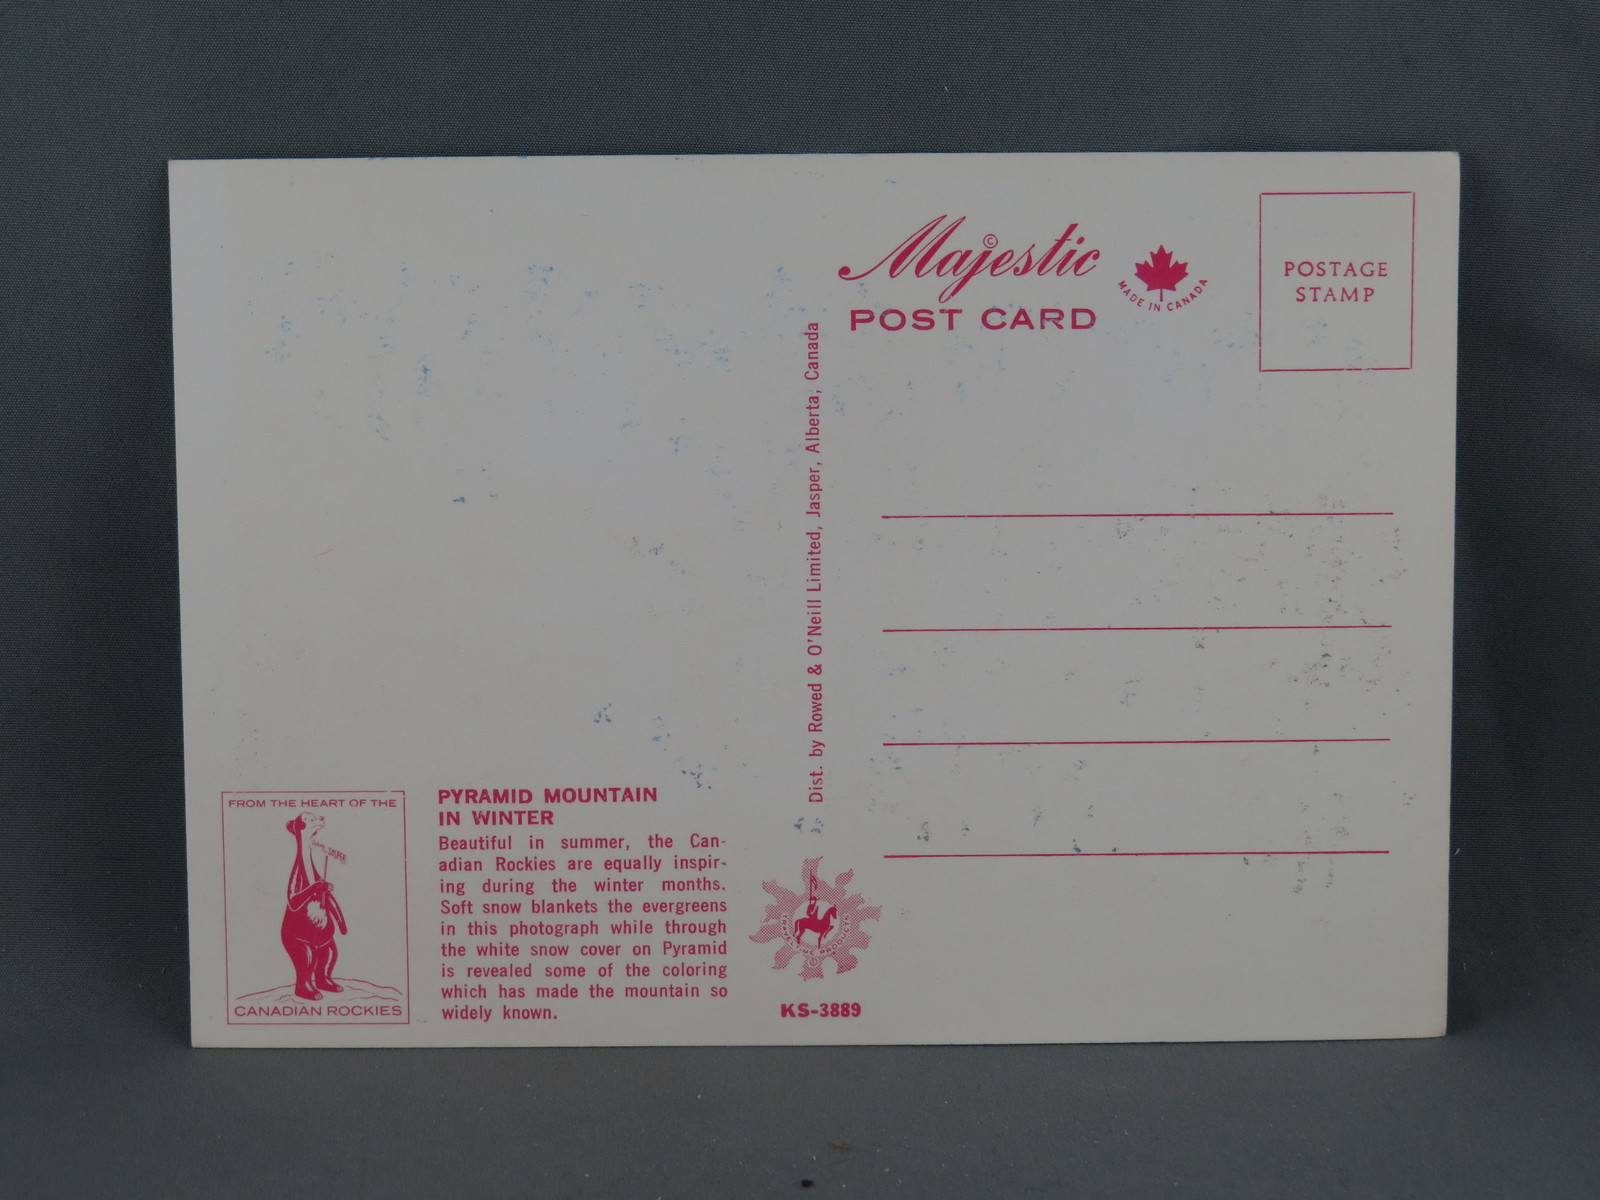 Majestic ©
POST CARD
MADE IN CANADA
POSTAGE
STAMP
Dist. by Rowed & O'Neill Limited, Jasper, Alberta, Canada
FROM THE HEART OF THE
JASPER
CANADIAN ROCKIES
PYRAMID MOUNTAIN
IN WINTER
Beautiful in summer, the Can-
adian Rockies are equally inspir-
ing during the winter months.
Soft snow blankets the evergreens
in this photograph while through
the white snow cover on Pyramid
is revealed some of the coloring
which has made the mountain so
widely known.
PRODUCTS
KS-3889